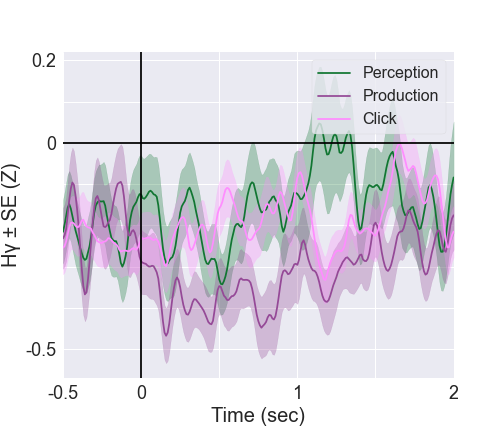 Hγ ± SE (Z)
0.2
0
-0.5
Perception
Production
Click
-0.5 0 1 2
Time (sec)